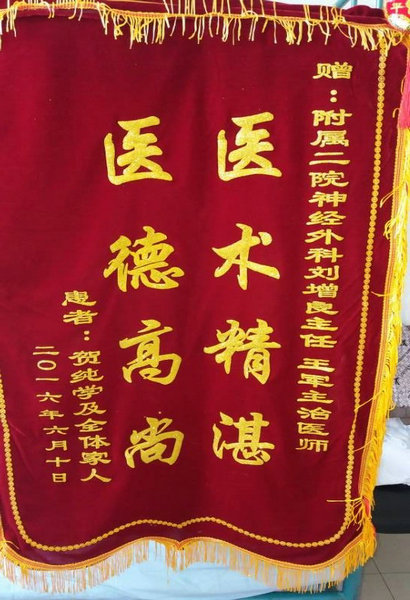 赠：附属二院神经外科刘增良主任 王军主治医师
医术精湛
医德高尚
患者：贺纯学及全体家人
二〇一六年六月十日